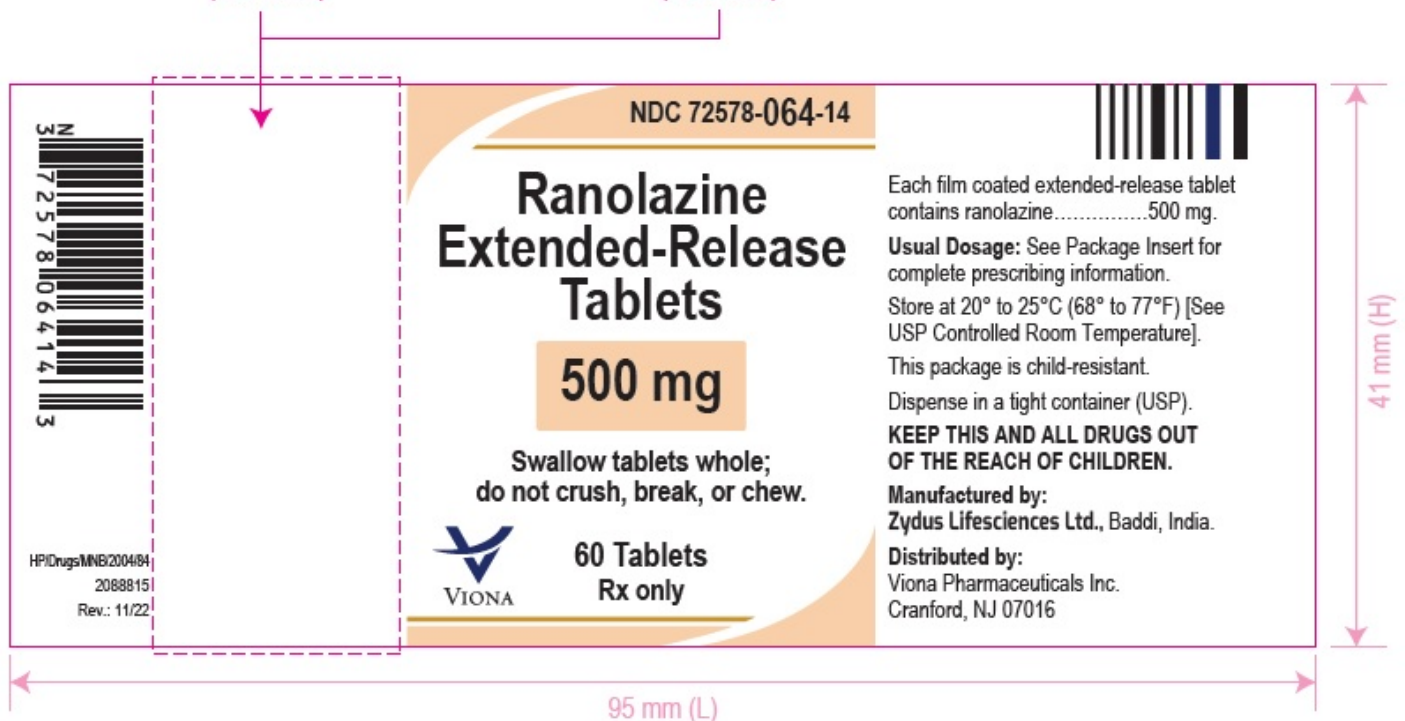 N
3 72578 06414 3
HP/Drugs/MNB/2004/94
2088815
Rev.: 11/22
NDC 72578-064-14
Ranolazine
Extended-Release
Tablets
500 mg
Swallow tablets whole;
do not crush, break, or chew.
VIONA
60 Tablets
Rx only
Each film coated extended-release tablet
contains ranolazine...............500 mg.
Usual Dosage: See Package Insert for
complete prescribing information.
Store at 20° to 25°C (68° to 77°F) [See
USP Controlled Room Temperature].
This package is child-resistant.
Dispense in a tight container (USP).
KEEP THIS AND ALL DRUGS OUT
OF THE REACH OF CHILDREN.
Manufactured by:
Zydus Lifesciences Ltd., Baddi, India.
Distributed by:
Viona Pharmaceuticals Inc.
Cranford, NJ 07016
41 mm (H)
95 mm (L)